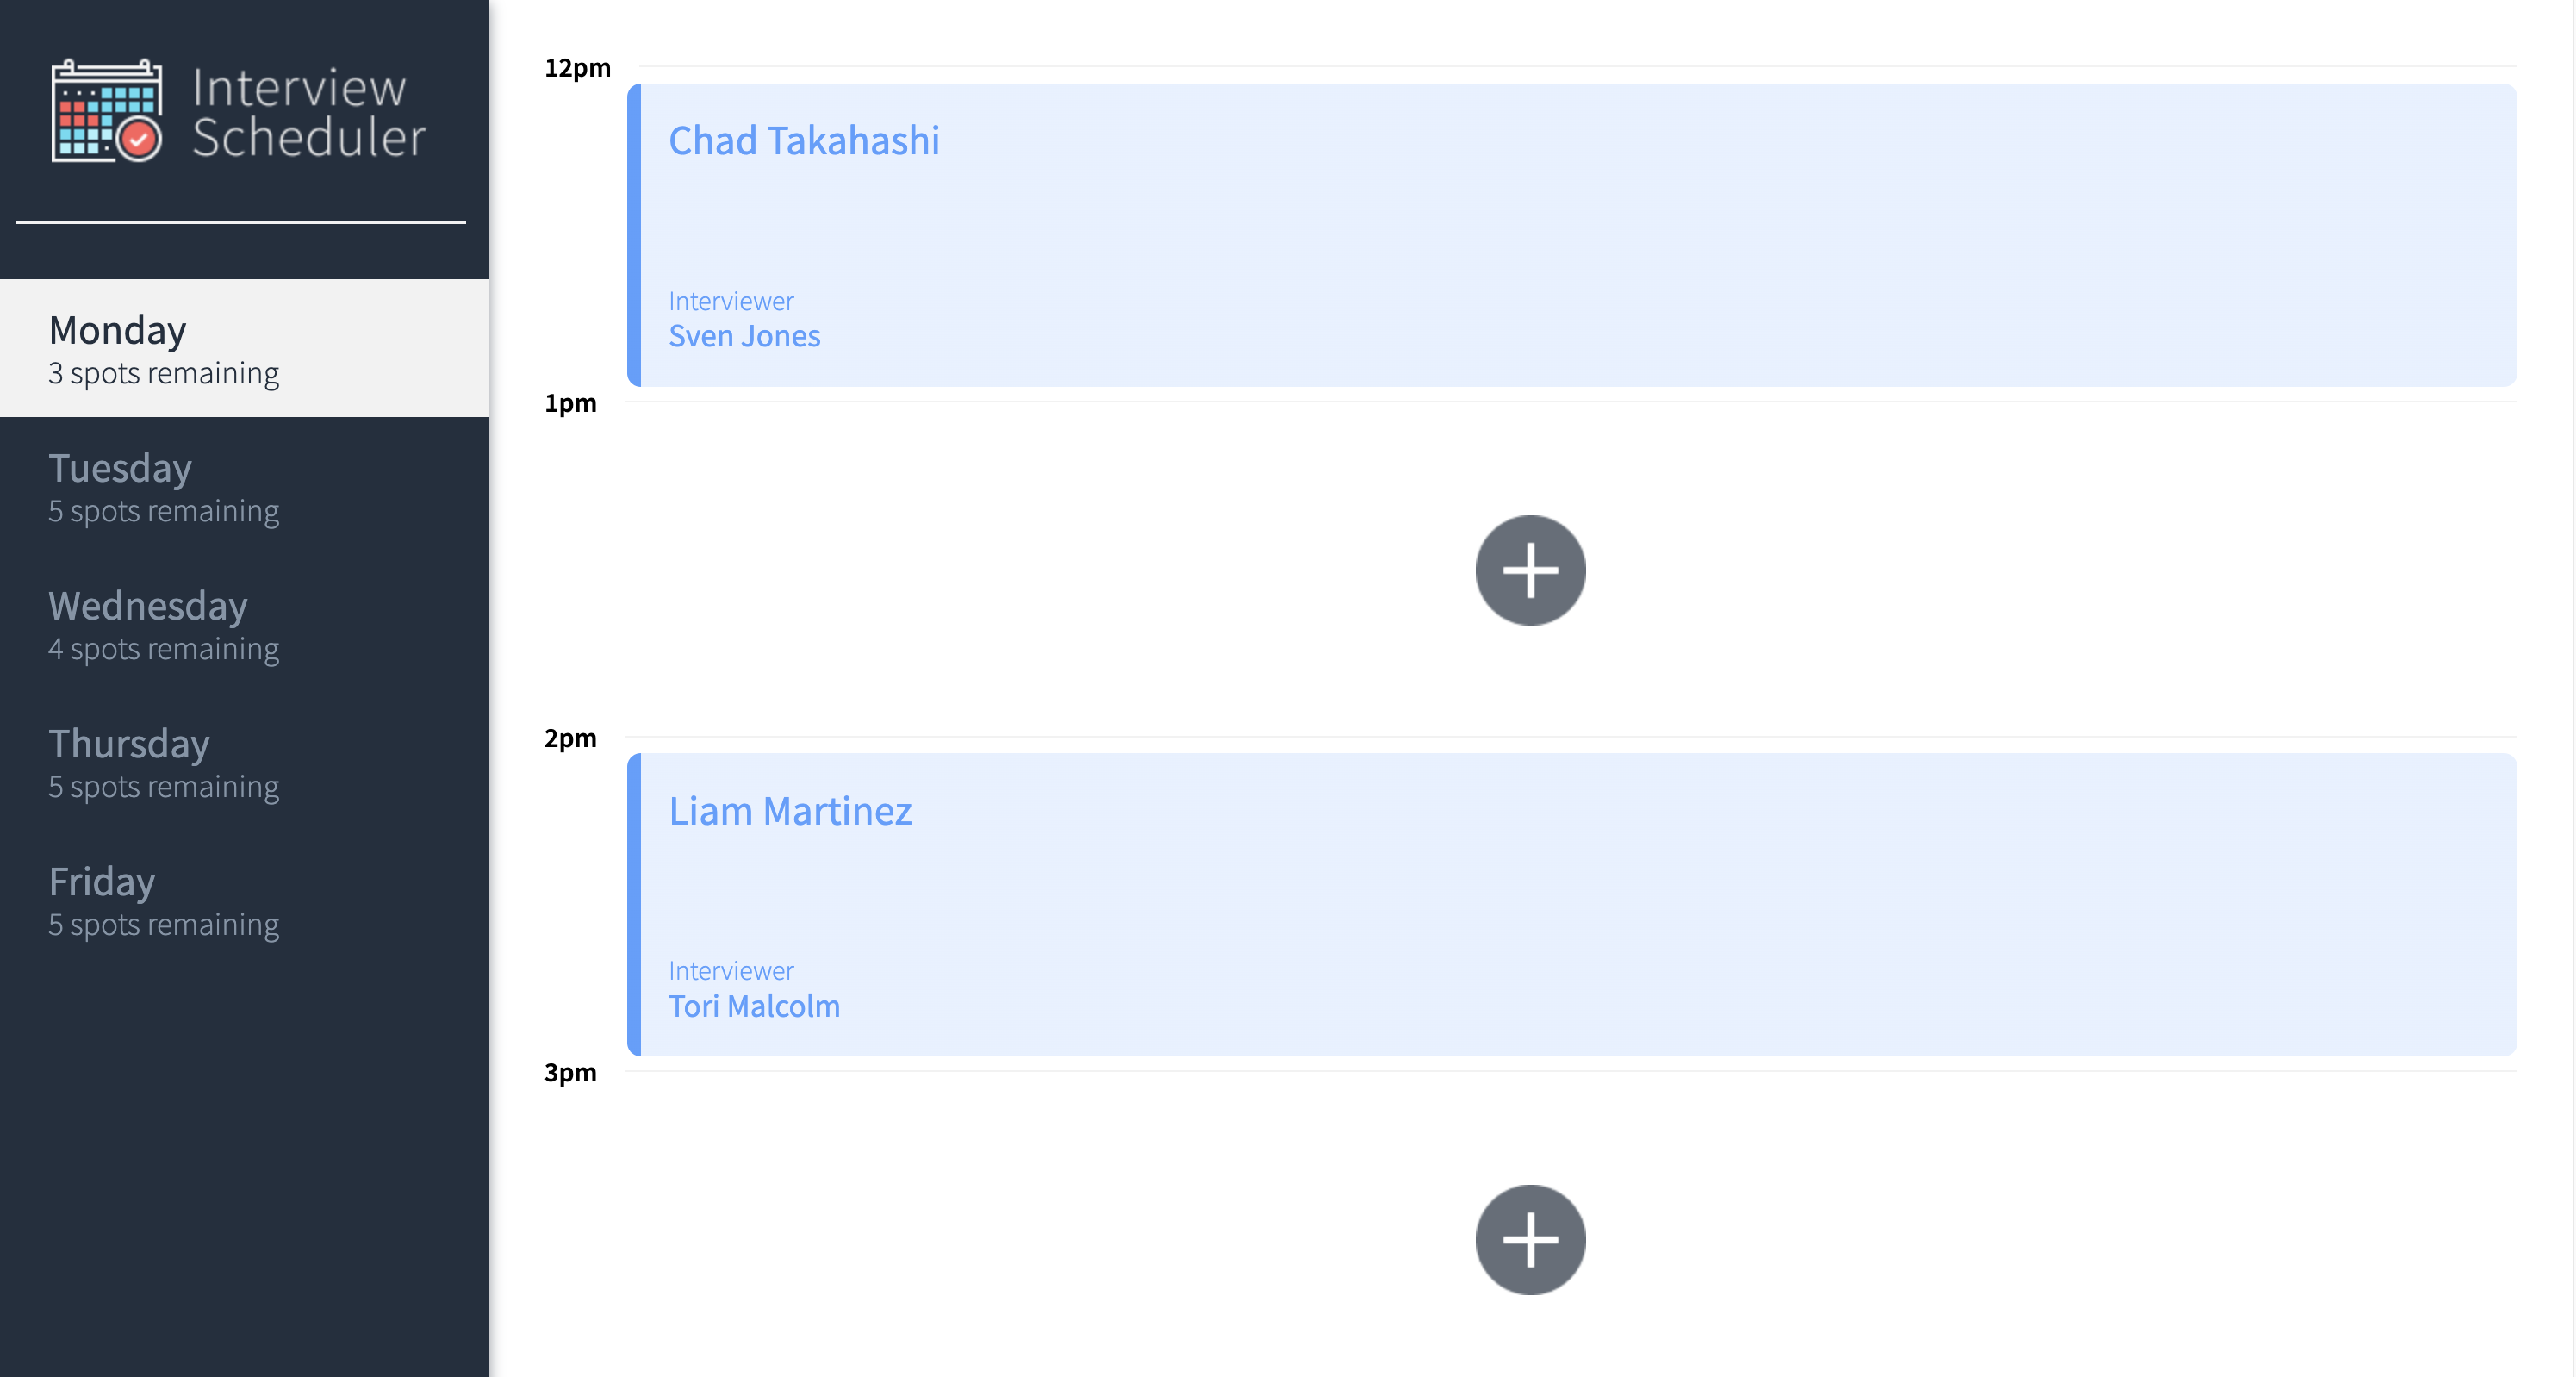 Interview
Scheduler
Monday
3 spots remaining
Tuesday
5 spots remaining
Wednesday
4 spots remaining
Thursday
5 spots remaining
Friday
5 spots remaining
12pm
Chad Takahashi
Interviewer
Sven Jones
1pm
2pm
Liam Martinez
Interviewer
Tori Malcolm
3pm